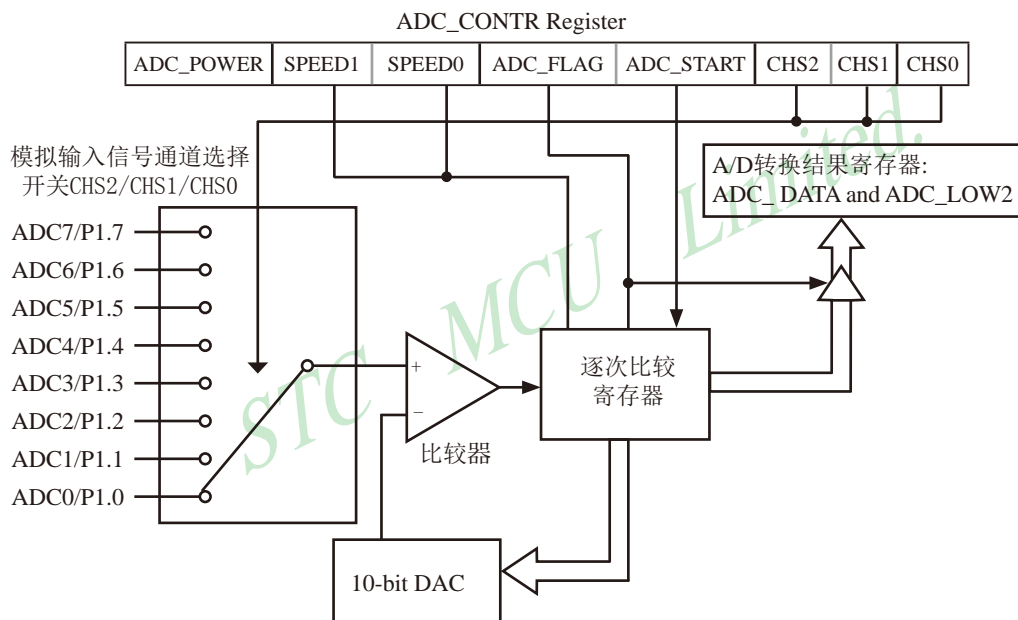 ADC_CONTR Register
ADC_POWER SPEED1 SPEED0 ADC_FLAG ADC_START CHS2 CHS1 CHS0
模拟输入信号通道选择
开关CHS2/CHS1/CHS0
A/D转换结果寄存器:
ADC_ DATA and ADC_LOW2
ADC7/P1.7
ADC6/P1.6
ADC5/P1.5
ADC4/P1.4
ADC3/P1.3
ADC2/P1.2
ADC1/P1.1
ADC0/P1.0
+
−
比较器
逐次比较
寄存器
10-bit DAC
STC MCU Limited.